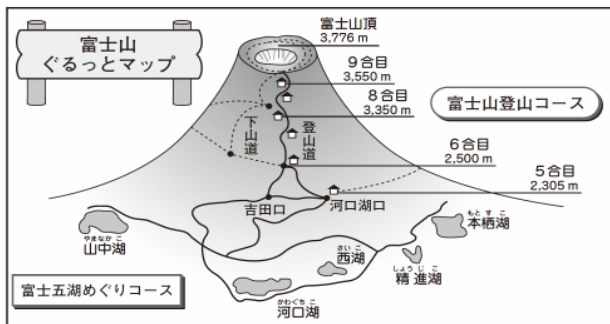 富士山
ぐるっとマップ
富士山頂
3,776 m
9合目
3,550 m
8合目
3,350 m
富士山登山コース
下山道
登山道
6合目
2,500 m
5合目
2,305 m
吉田口
河口湖口
もとすこ
本栖湖
やまなかこ
山中湖
さいこ
西湖
しょうじこ
精進湖
富士五湖めぐりコース
かわぐちこ
河口湖